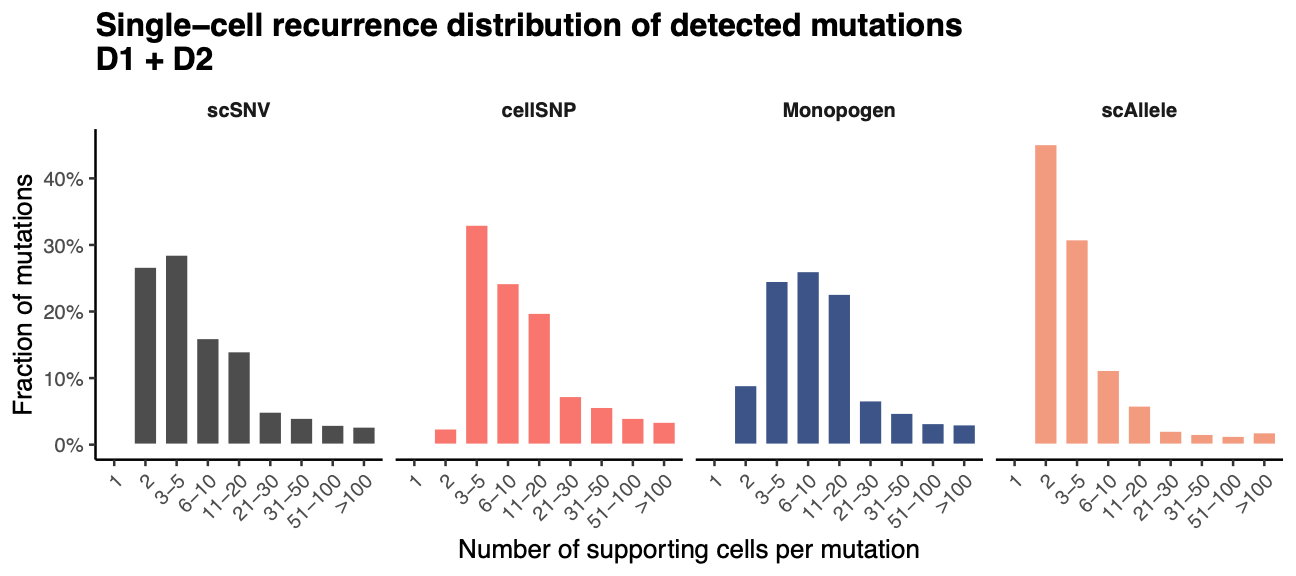 Single−cell recurrence distribution of detected mutations
D1 + D2
scSNV
cellSNP
Monopogen
scAllele
Fraction of mutations
40%
30%
20%
10%
0%
1 2 3−5 6−10 11−20 21−30 31−50 51−100 >100
1 2 3−5 6−10 11−20 21−30 31−50 51−100 >100
1 2 3−5 6−10 11−20 21−30 31−50 51−100 >100
1 2 3−5 6−10 11−20 21−30 31−50 51−100 >100
Number of supporting cells per mutation